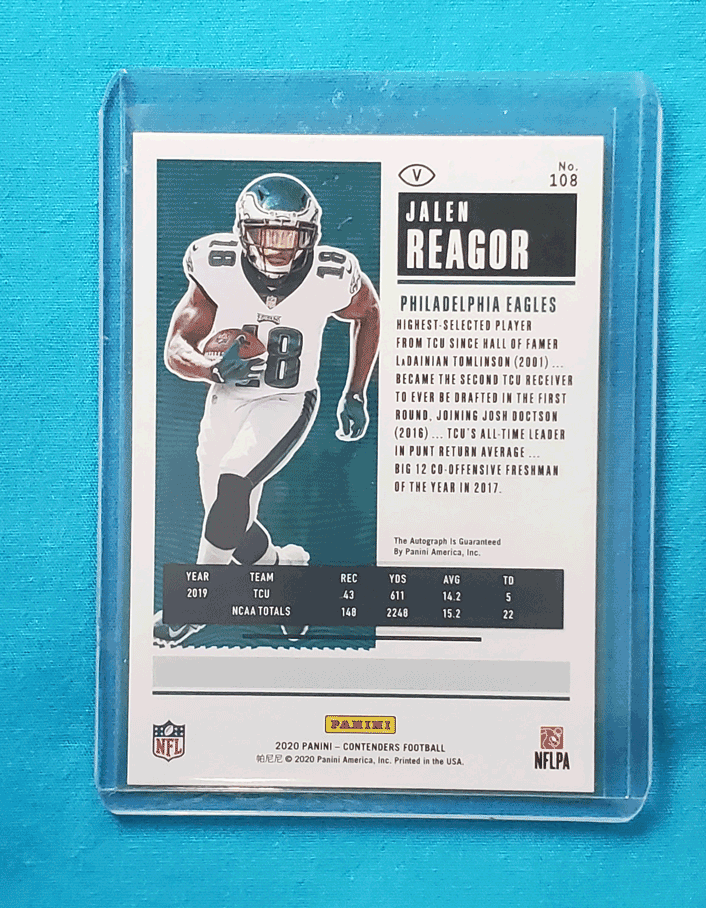 V
No.
108
JALEN
REAGOR
PHILADELPHIA EAGLES
HIGHEST-SELECTED PLAYER
FROM TCU SINCE HALL OF FAMER
LaDAINIAN TOMLINSON (2001) ...
BECAME THE SECOND TCU RECEIVER
TO EVER BE DRAFTED IN THE FIRST
ROUND, JOINING JOSH DOCTSON
(2016) ... TCU'S ALL-TIME LEADER
IN PUNT RETURN AVERAGE ...
BIG 12 CO-OFFENSIVE FRESHMAN
OF THE YEAR IN 2017.
18
18
18
The Autograph Is Guaranteed
By Panini America, Inc.
YEAR TEAM REC YDS AVG TD
2019 TCU 43 611 14.2 5
NCAA TOTALS 148 2248 15.2 22
PANINI
NFL
2020 PANINI – CONTENDERS FOOTBALL
帕尼尼 © 2020 Panini America, Inc. Printed in the USA.
NFLPA